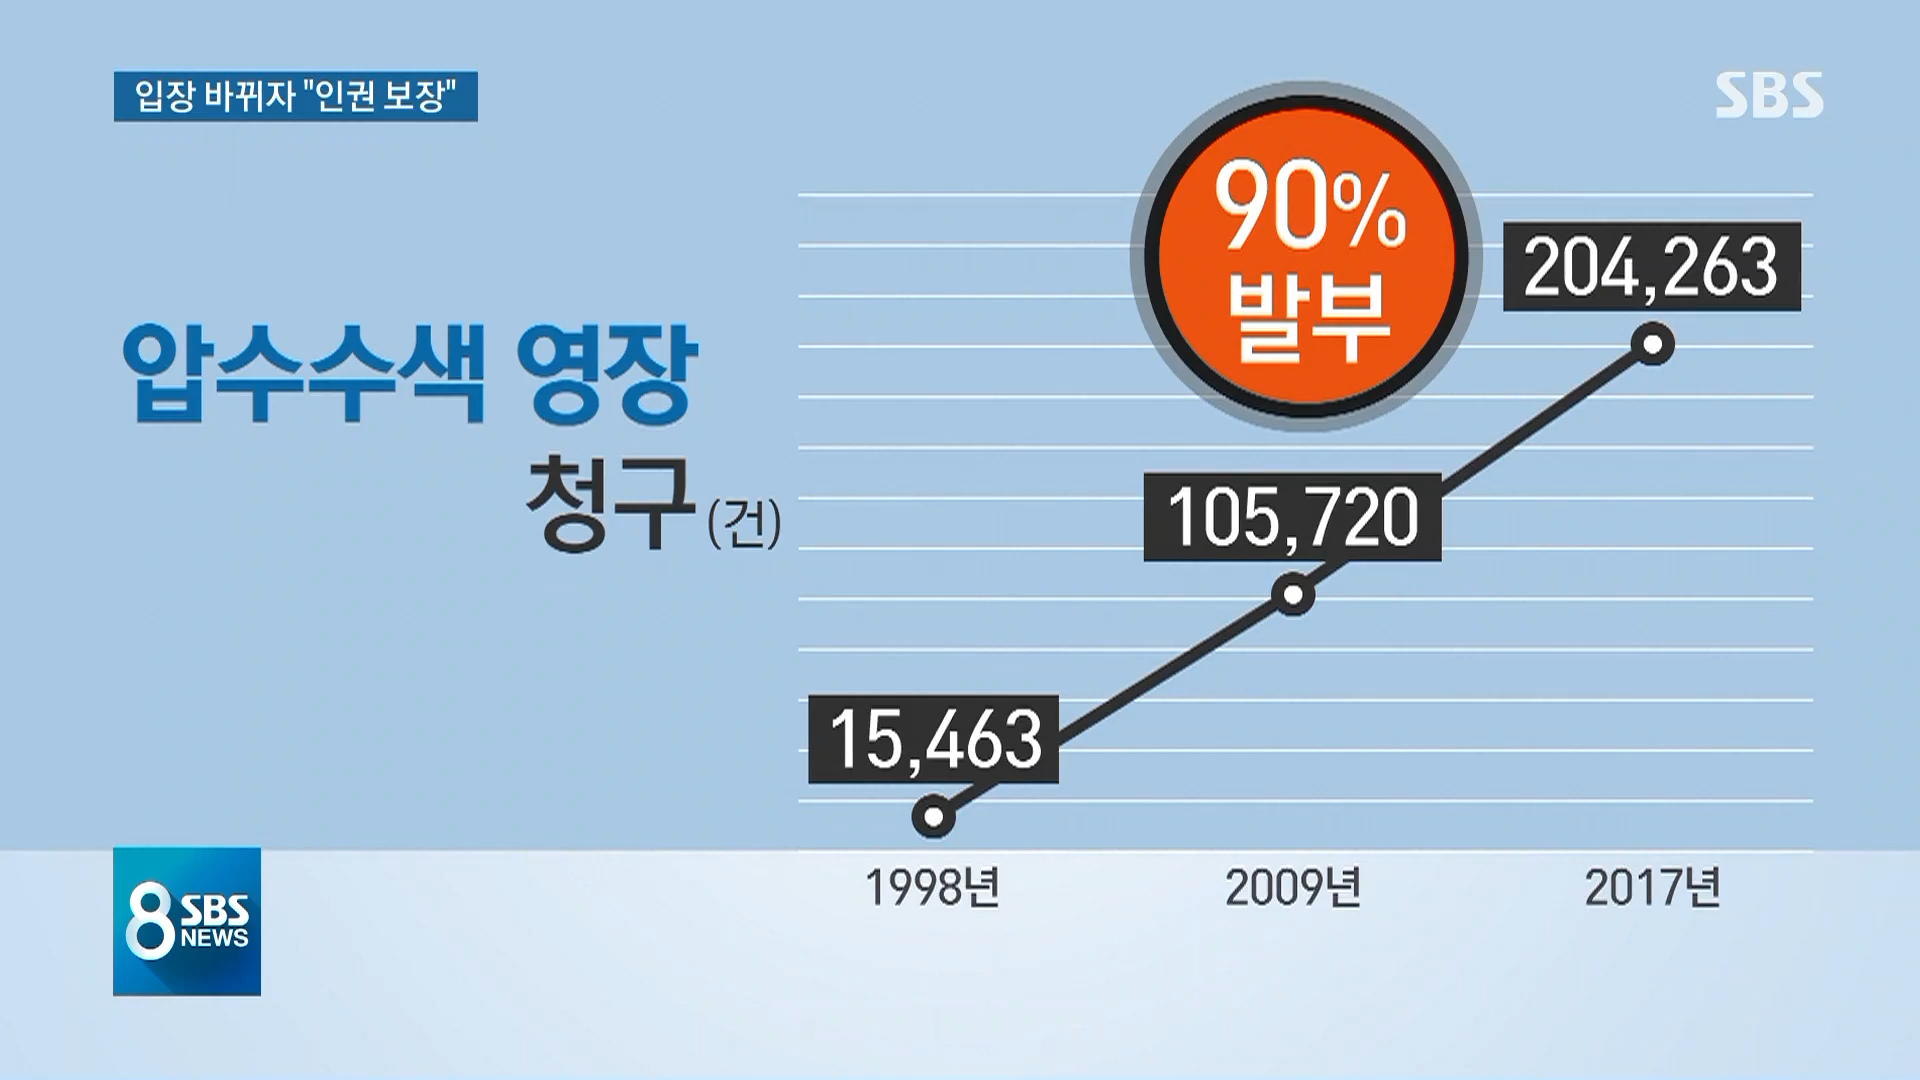 입장 바뀌자 "인권 보장"
SBS
90%
발부
204,263
압수수색 영장
청구(건)
105,720
15,463
1998년
2009년
2017년
8 SBS
NEWS